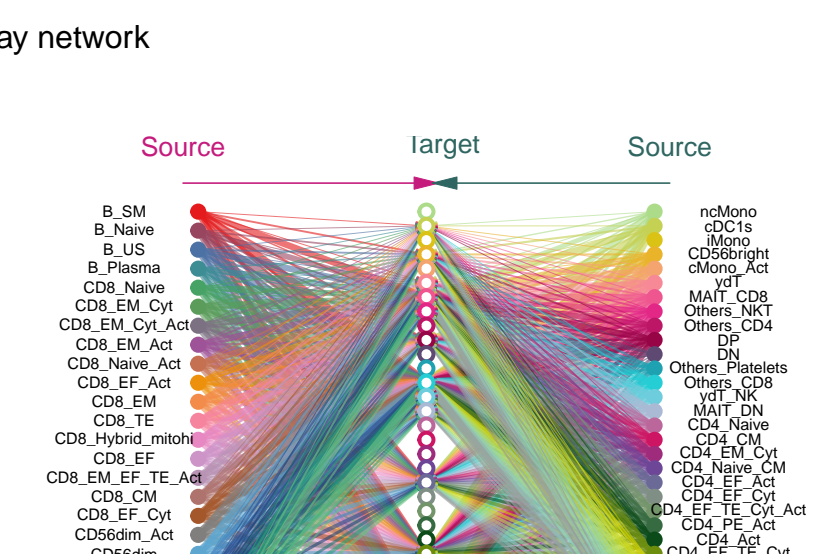 ay network
Source
Target
Source
B_SM
B_Naive
B_US
B_Plasma
CD8_Naive
CD8_EM_Cyt
CD8_EM_Cyt_Act
CD8_EM_Act
CD8_Naive_Act
CD8_EF_Act
CD8_EM
CD8_TE
CD8_Hybrid_mitohi
CD8_EF
CD8_EM_EF_TE_Act
CD8_CM
CD8_EF_Cyt
CD56dim_Act
CD56dim
ncMono
cDC1s
iMono
CD56bright
cMono_Act
ydT
MAIT_CD8
Others_NKT
Others_CD4
DP
DN
Others_Platelets
Others_CD8
ydT_NK
MAIT_DN
CD4_Naive
CD4_CM
CD4_EM_Cyt
CD4_Naive_CM
CD4_EF_Act
CD4_EF_Cyt
CD4_EF_TE_Cyt_Act
CD4_PE_Act
CD4_Act
CD4_EF_TE_Cyt